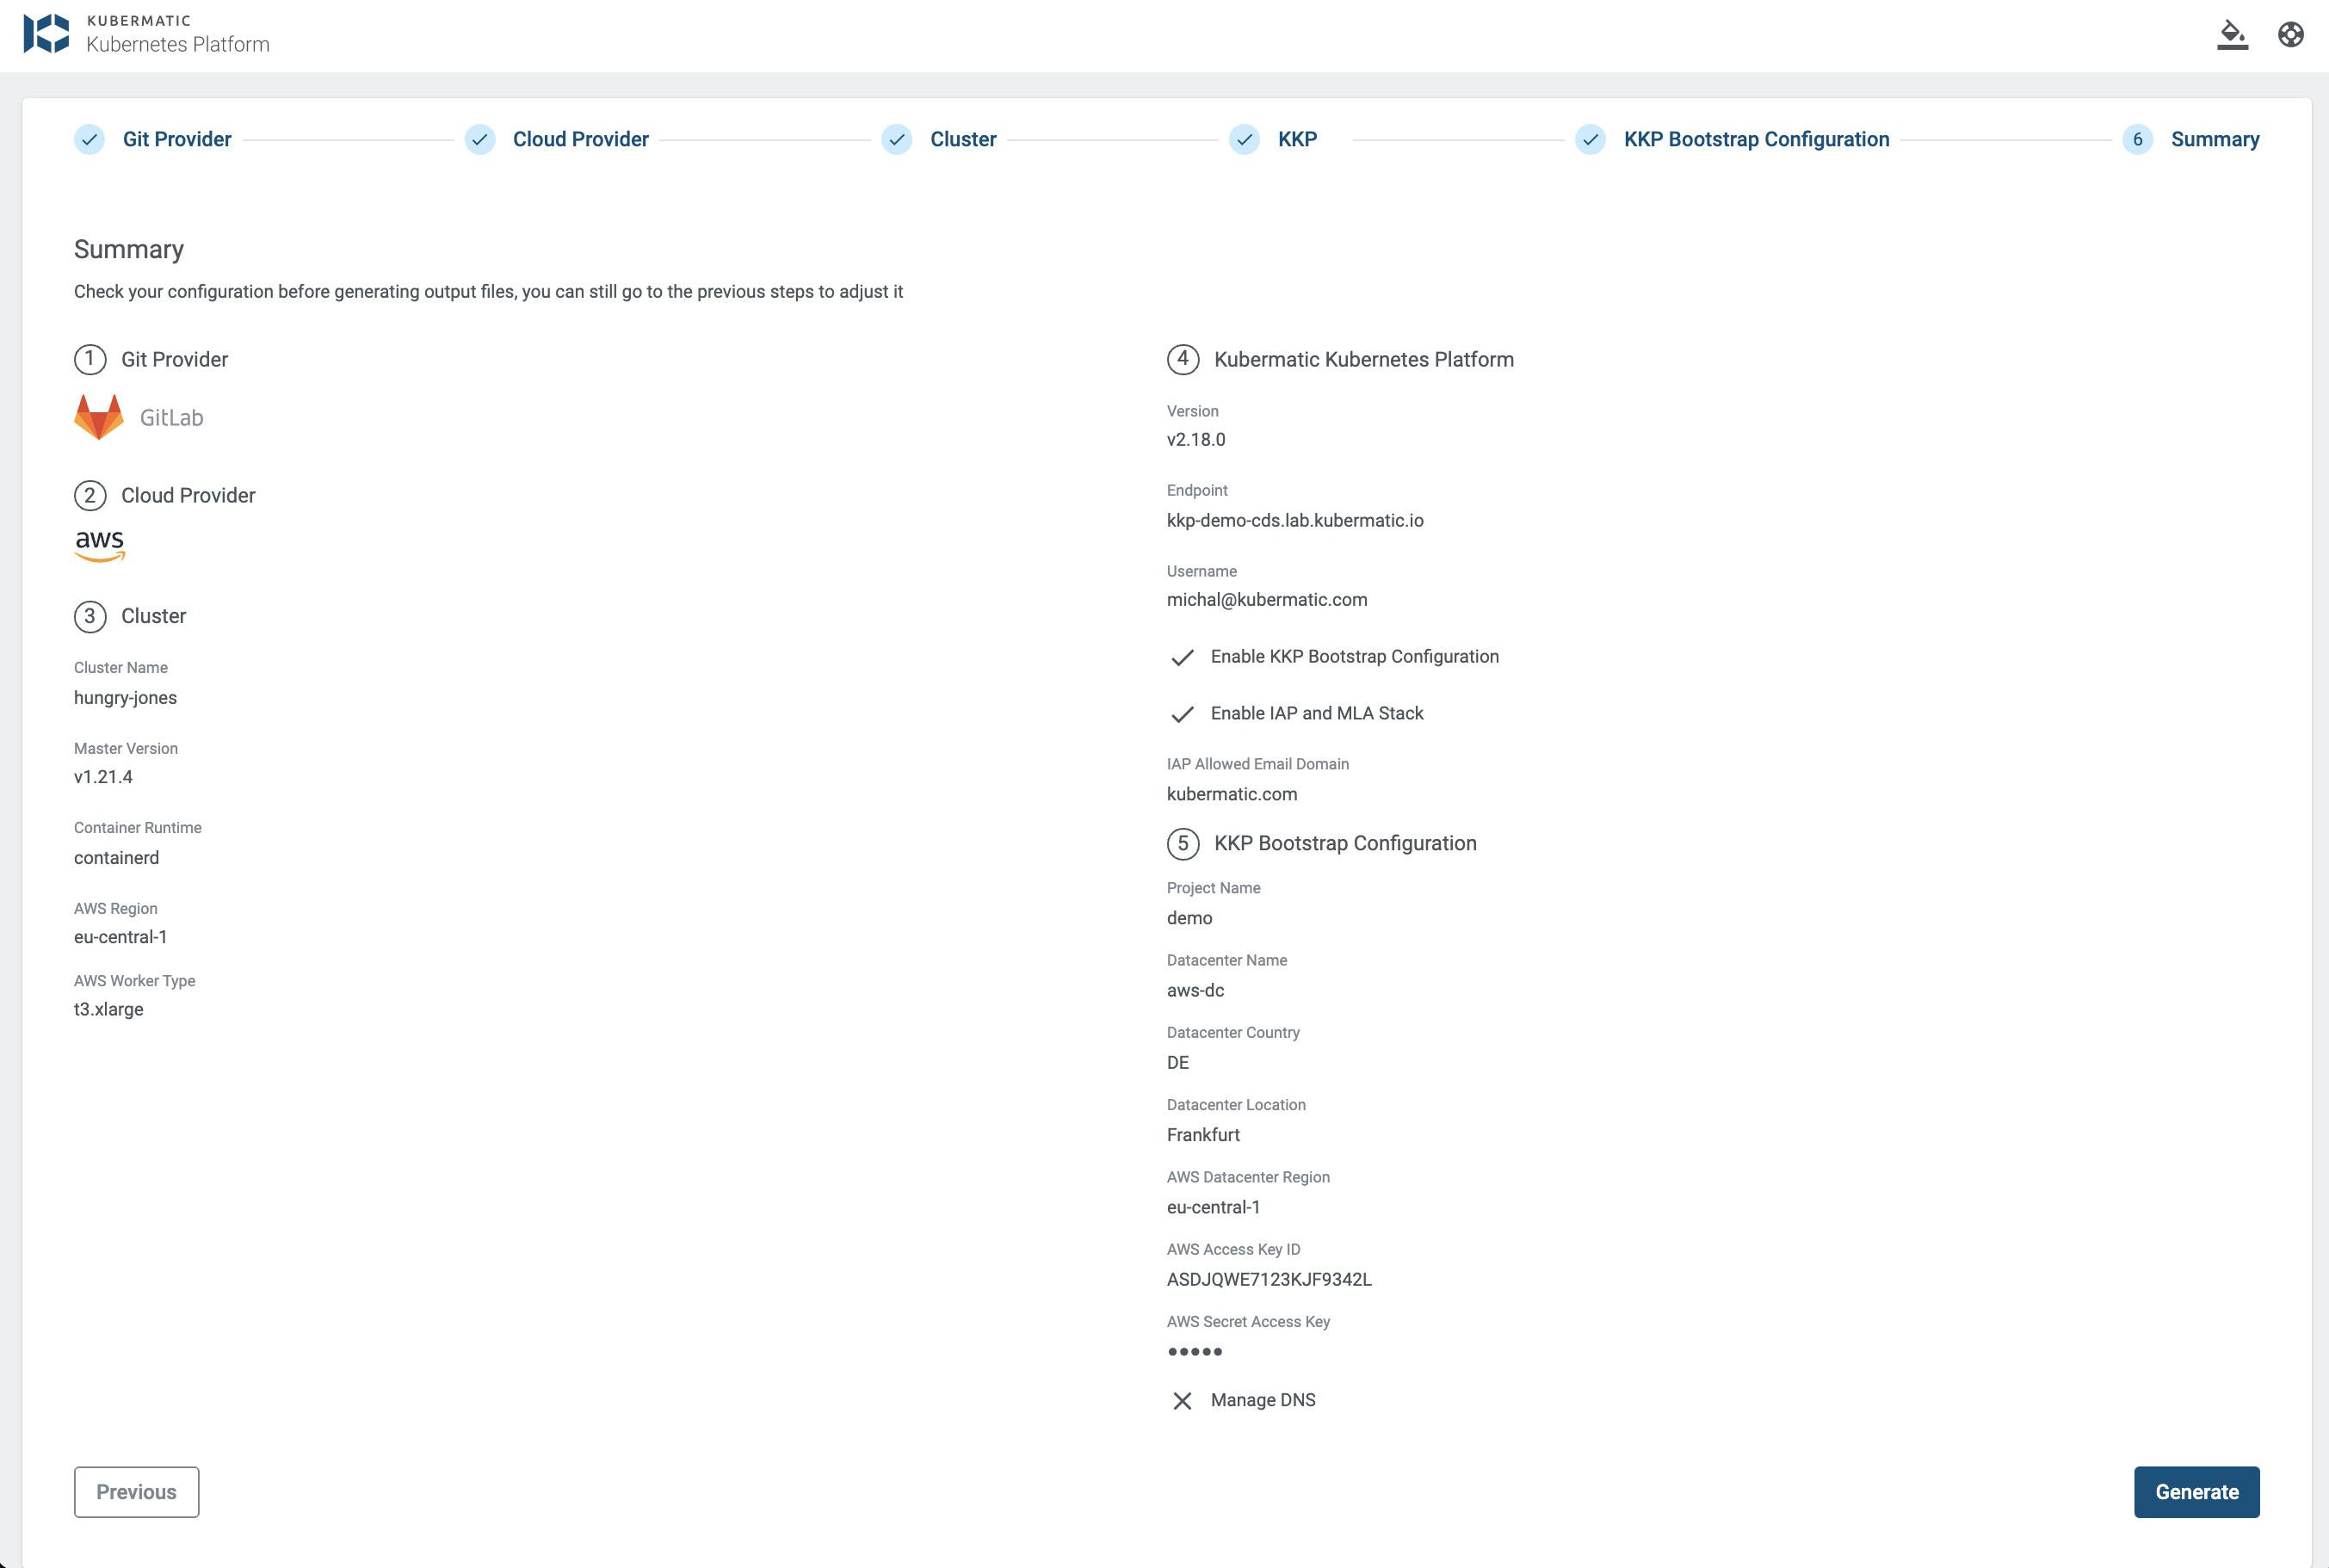 KUBERMATIC
Kubernetes Platform
Git Provider
Cloud Provider
Cluster
KKP
KKP Bootstrap Configuration
6 Summary
Summary
Check your configuration before generating output files, you can still go to the previous steps to adjust it
1 Git Provider
GitLab
2 Cloud Provider
aws
3 Cluster
Cluster Name
hungry-jones
Master Version
v1.21.4
Container Runtime
containerd
AWS Region
eu-central-1
AWS Worker Type
t3.xlarge
4 Kubermatic Kubernetes Platform
Version
v2.18.0
Endpoint
kkp-demo-cds.lab.kubermatic.io
Username
michal@kubermatic.com
Enable KKP Bootstrap Configuration
Enable IAP and MLA Stack
IAP Allowed Email Domain
kubermatic.com
5 KKP Bootstrap Configuration
Project Name
demo
Datacenter Name
aws-dc
Datacenter Country
DE
Datacenter Location
Frankfurt
AWS Datacenter Region
eu-central-1
AWS Access Key ID
ASDJQWE7123KJF9342L
AWS Secret Access Key
•••••
Manage DNS
Previous
Generate